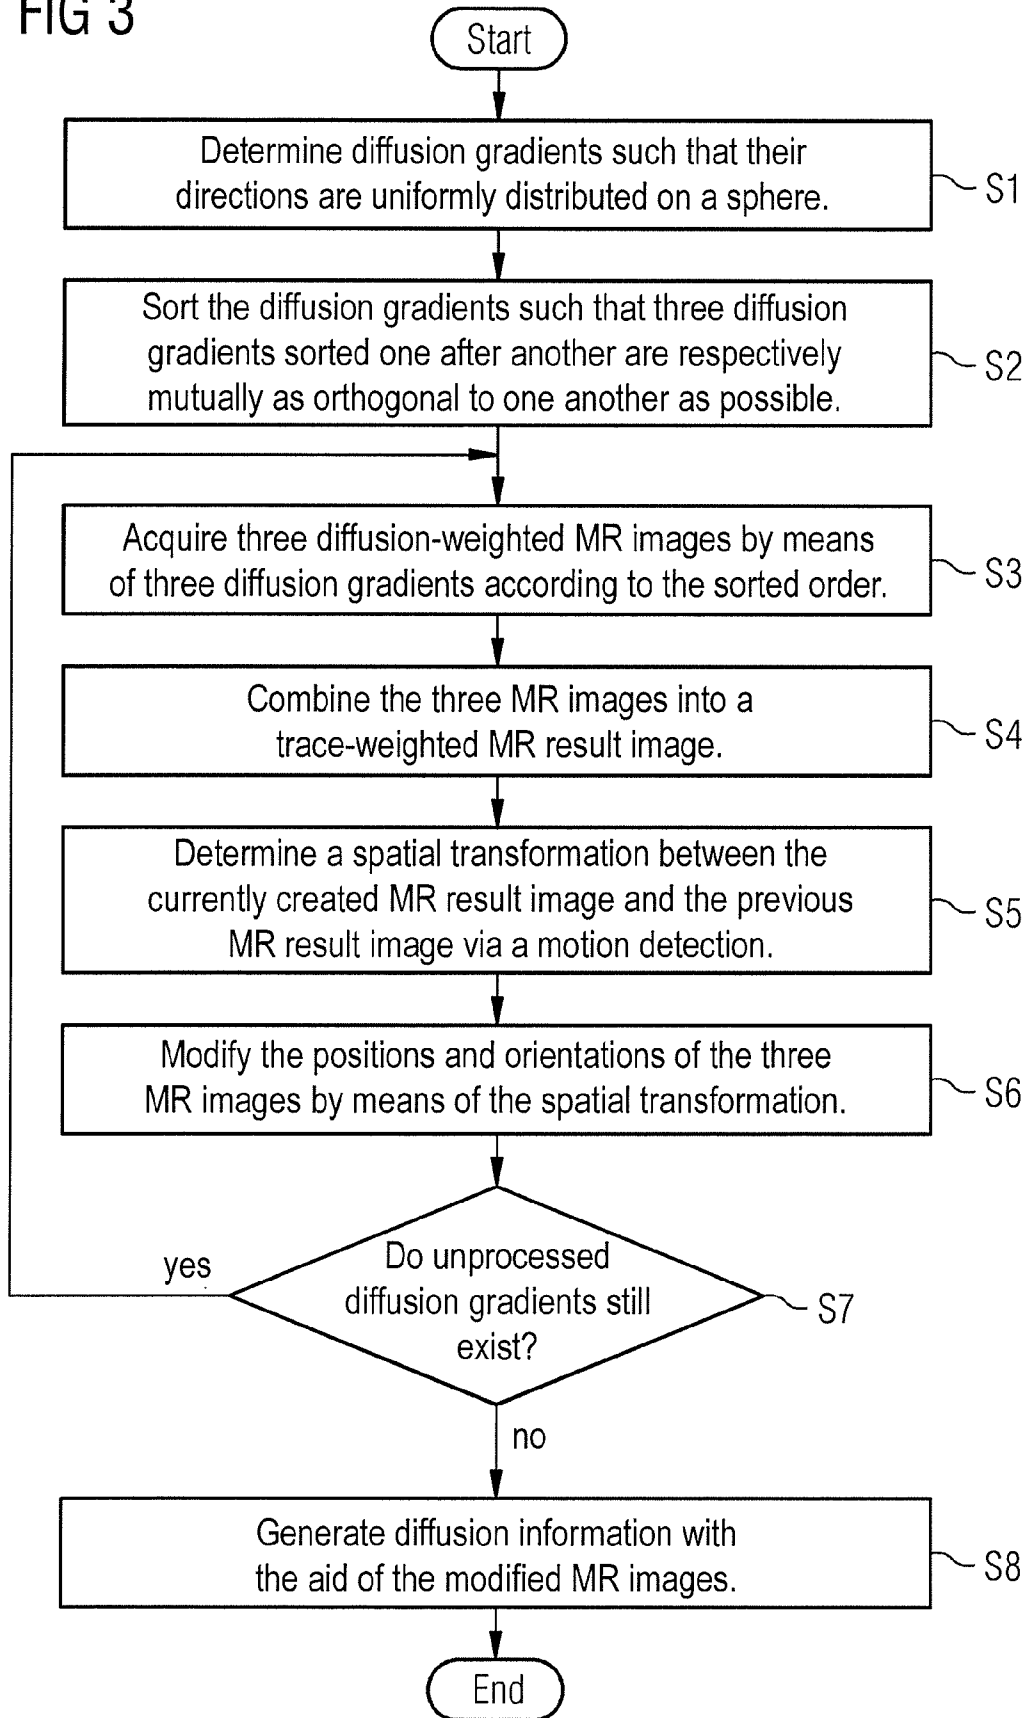 FIG 3
Start
Determine diffusion gradients such that their
directions are uniformly distributed on a sphere.
S1
Sort the diffusion gradients such that three diffusion
gradients sorted one after another are respectively
mutually as orthogonal to one another as possible.
S2
Acquire three diffusion-weighted MR images by means
of three diffusion gradients according to the sorted order.
S3
Combine the three MR images into a
trace-weighted MR result image.
S4
Determine a spatial transformation between the
currently created MR result image and the previous
MR result image via a motion detection.
S5
Modify the positions and orientations of the three
MR images by means of the spatial transformation.
S6
yes
Do unprocessed
diffusion gradients still
exist?
S7
no
Generate diffusion information with
the aid of the modified MR images.
S8
End